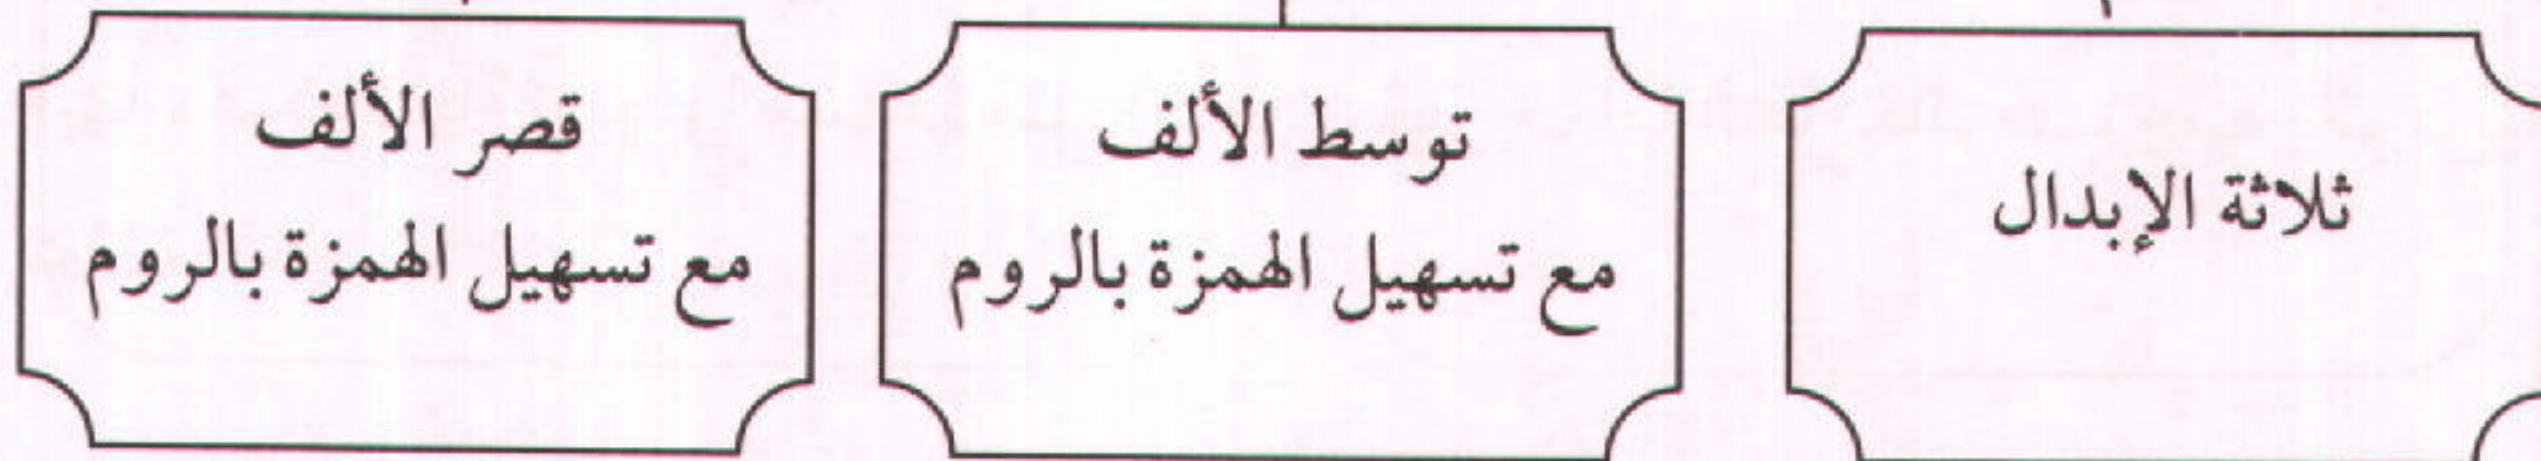 ثلاثة الإبدال
توسط الألف
مع تسهيل الهمزة بالروم
قصر الألف
مع تسهيل الهمزة بالروم